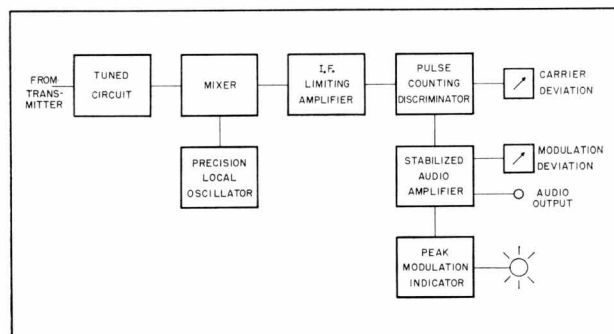 FROM
TRANS-
MITTER
TUNED
CIRCUIT
MIXER
I.F.
LIMITING
AMPLIFIER
PULSE
COUNTING
DISCRIMINATOR
CARRIER
DEVIATION
PRECISION
LOCAL
OSCILLATOR
STABILIZED
AUDIO
AMPLIFIER
MODULATION
DEVIATION
AUDIO
OUTPUT
PEAK
MODULATION
INDICATOR